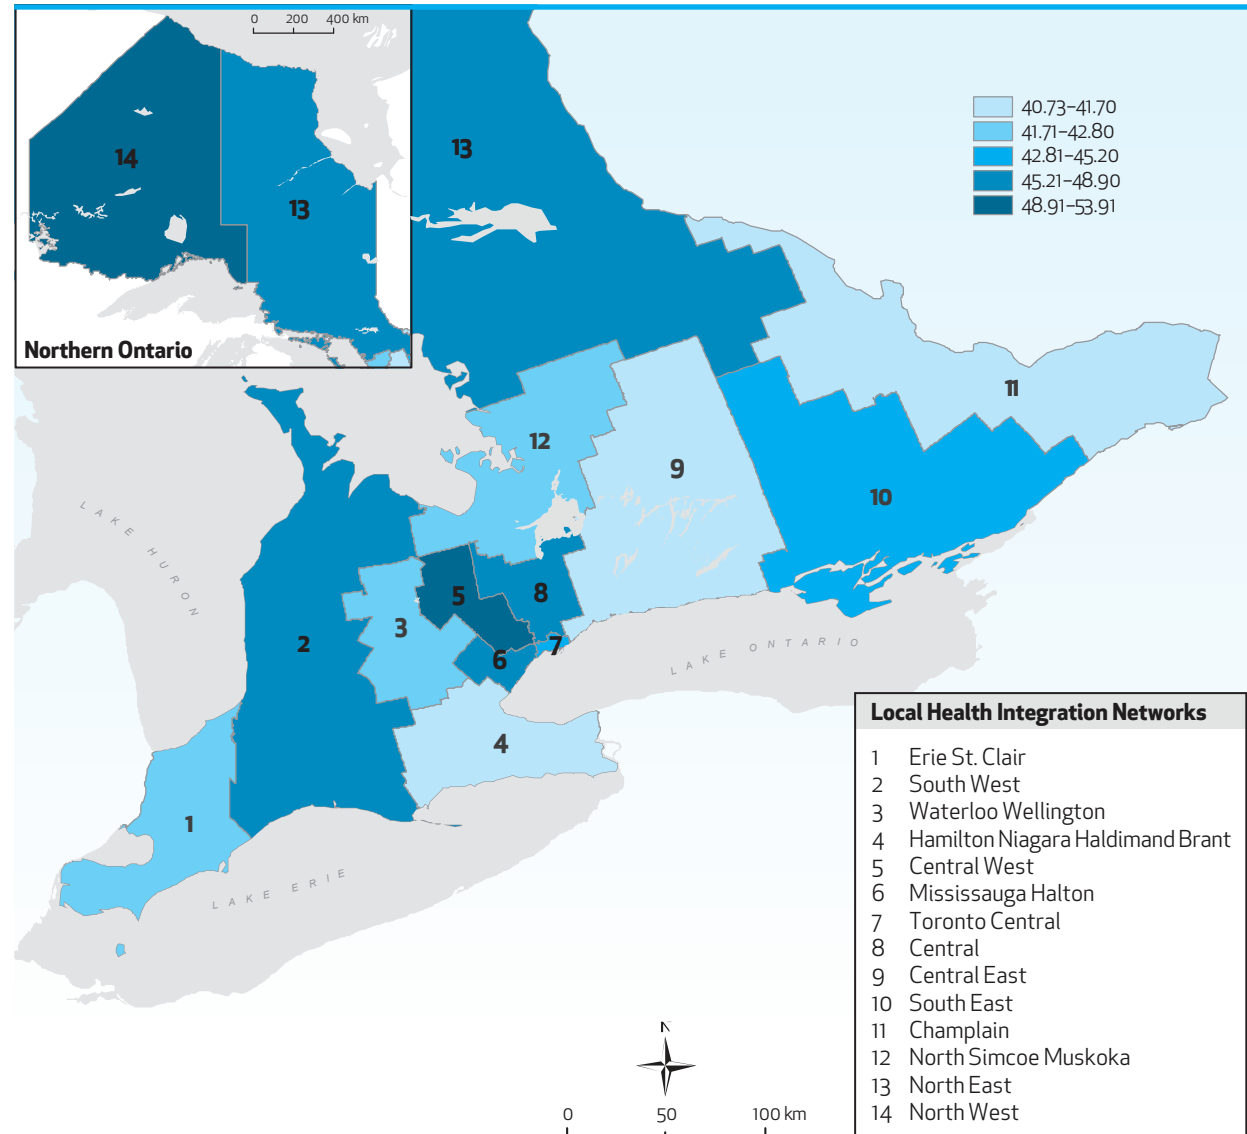 0 200 400 km
14
13
Northern Ontario
13
40.73–41.70
41.71–42.80
42.81–45.20
45.21–48.90
48.91–53.91
11
12
9
10
LAKE HURON
5
8
3
2
7
6
LAKE ONTARIO
4
1
LAKE ERIE
Local Health Integration Networks
1 Erie St. Clair
2 South West
3 Waterloo Wellington
4 Hamilton Niagara Haldimand Brant
5 Central West
6 Mississauga Halton
7 Toronto Central
8 Central
9 Central East
10 South East
11 Champlain
12 North Simcoe Muskoka
13 North East
14 North West
N
0 50 100 km